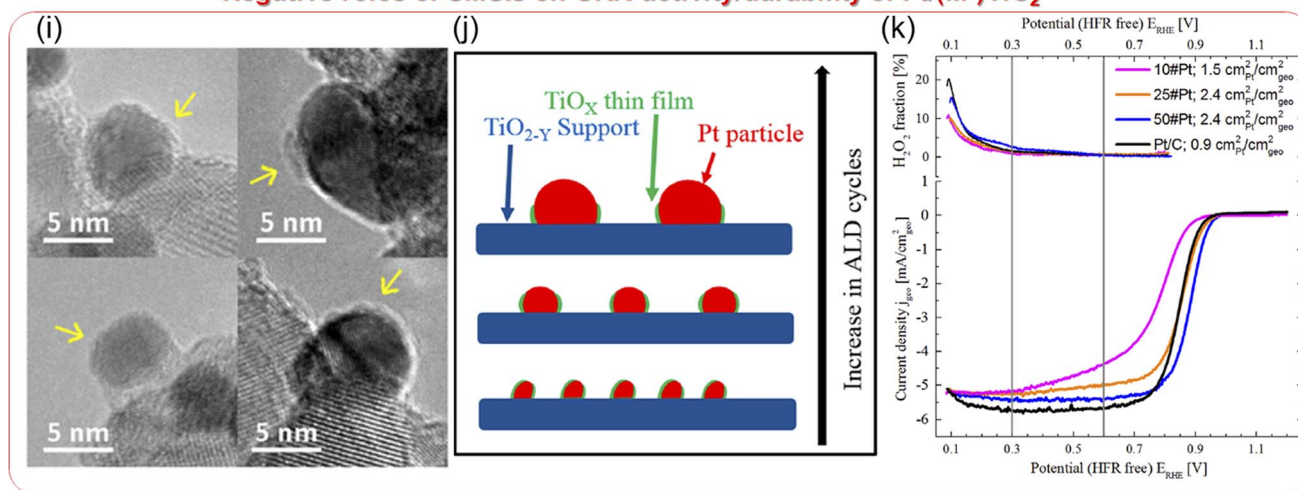 (i)
5 nm
5 nm
5 nm
5 nm
(j)
TiOX thin film
TiO2-Y Support
Pt particle
Increase in ALD cycles
(k)
Potential (HFR free) ERHE [V]
0.1 0.3 0.6 0.7 0.9 1.1
H2O2 fraction [%]
20
10
0
10#Pt; 1.5 cm2Pt/cm2geo
25#Pt; 2.4 cm2Pt/cm2geo
50#Pt; 2.4 cm2Pt/cm2geo
Pt/C; 0.9 cm2Pt/cm2geo
Current density jgeo [mA/cm2geo]
0
-1
-2
-3
-4
-5
-6
0.1 0.3 0.5 0.6 0.7 0.9 1.1
Potential (HFR free) ERHE [V]